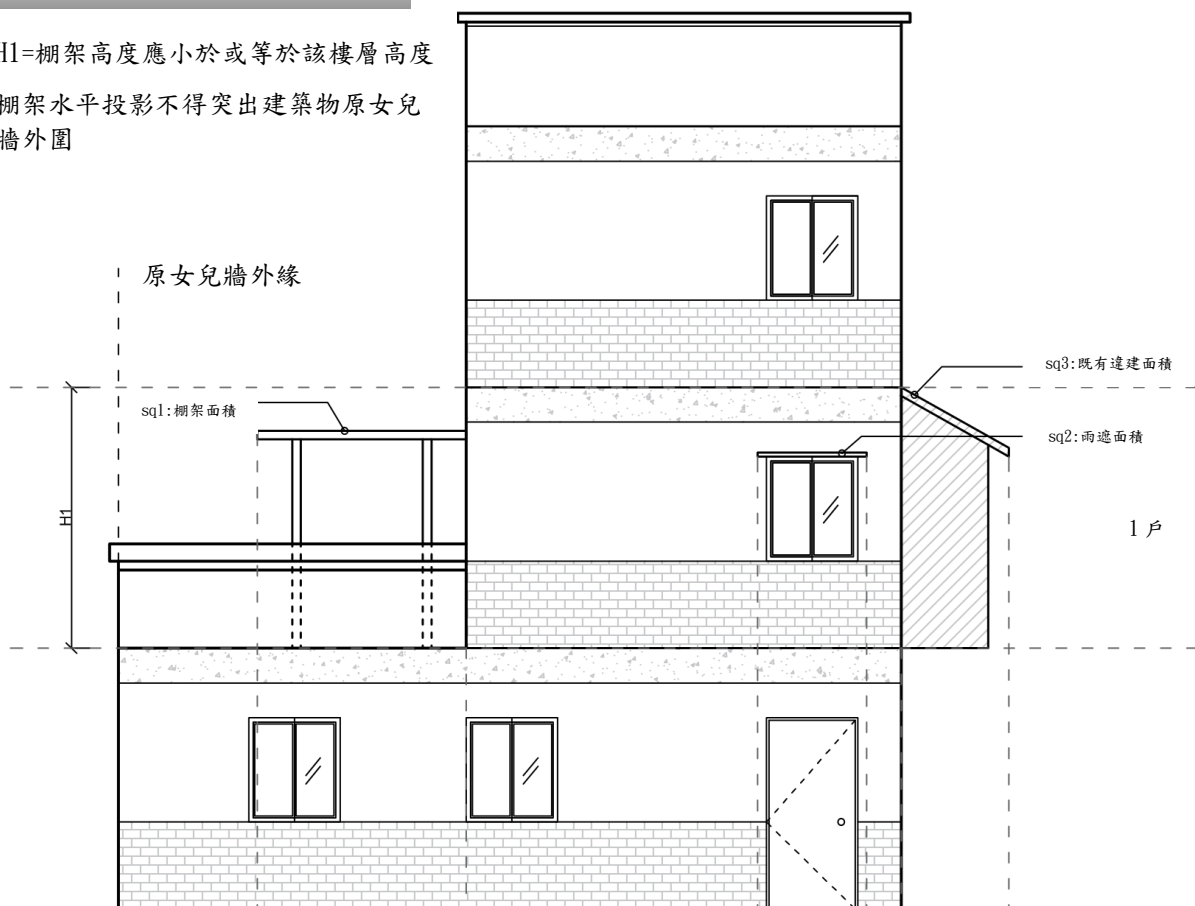 H1=棚架高度應小於或等於該樓層高度
棚架水平投影不得突出建築物原女兒
牆外圍
原女兒牆外緣
sq3:既有違建面積
sq1:棚架面積
sq2:雨遮面積
H1
1戶